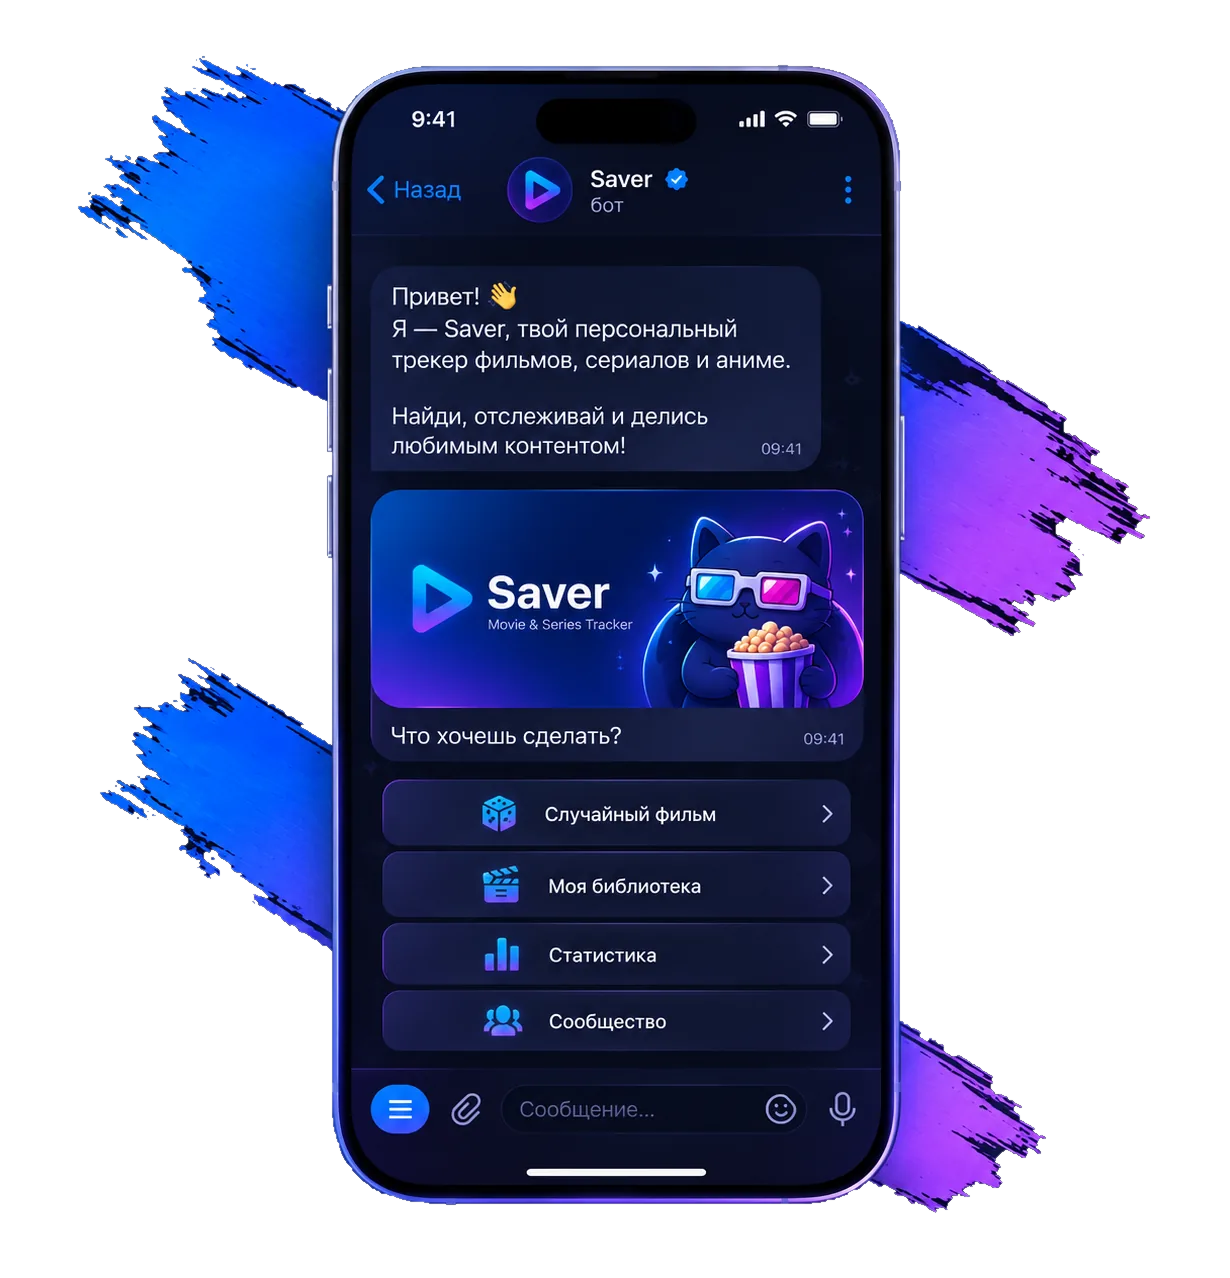 9:41
Назад
Saver
бот
Привет! 👋
Я — Saver, твой персональный
трекер фильмов, сериалов и аниме.
Найди, отслеживай и делись
любимым контентом!
09:41
Saver
Movie & Series Tracker
Что хочешь сделать?
09:41
Случайный фильм
Моя библиотека
Статистика
Сообщество
Сообщение...